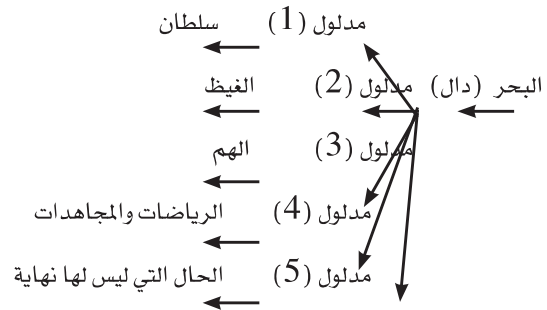 مدلول (1) سلطان
البحر (دال) مدلول (2) الغيظ
مدلول (3) الهم
مدلول (4) الرياضات والمجاهدات
مدلول (5) الحال التي ليس لها نهاية